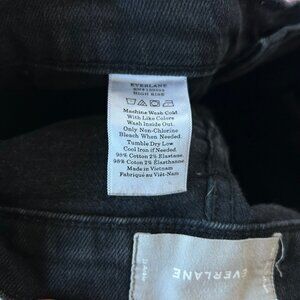 EVERLANE
HIGH RISE
Machine Wash Cold
With Like Colors
Wash Inside Out.
Only Non-Chlorine
Bleach When Needed.
Tumble Dry Low
Cool Iron if Needed.
98% Cotton 2% Elastane
98% Coton 2% Élasthanne
Made in Vietnam
Fabriqué au Việt-Nam
EVERLANE